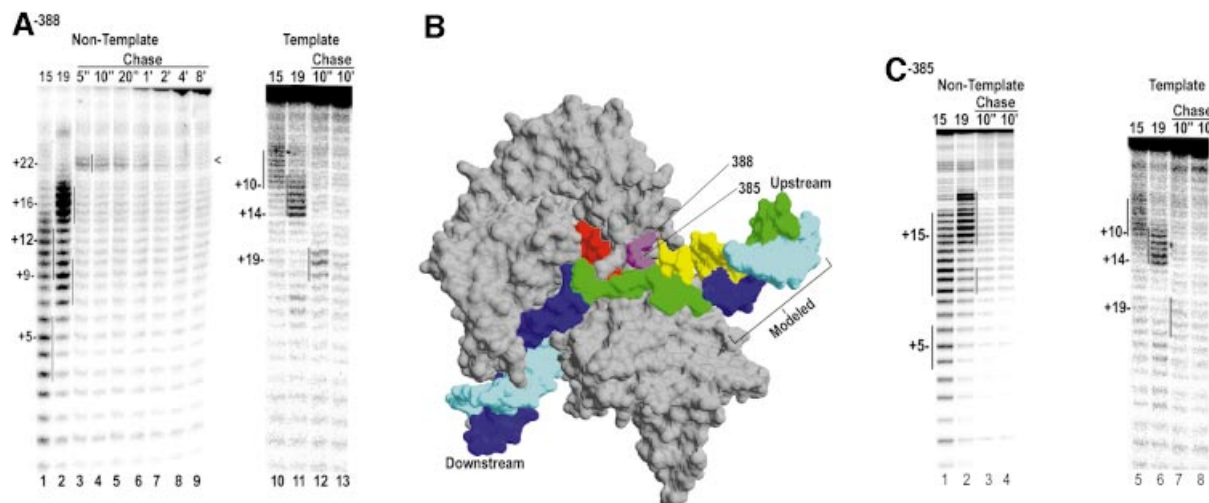 A-388
Non-Template
Chase
15 19 5" 10" 20" 1' 2' 4' 8'
+22-
<
+16-
+12-
+9-
+5-
1 2 3 4 5 6 7 8 9
Template
Chase
15 19 10" 10'
+10-
+14-
+19-
10 11 12 13
B
388
385
Upstream
Modeled
Downstream
C-385
Non-Template
Chase
15 19 10" 10'
+15-
+5-
1 2 3 4
Template
Chase
15 19 10" 10"
+10-
+14-
+19-
5 6 7 8